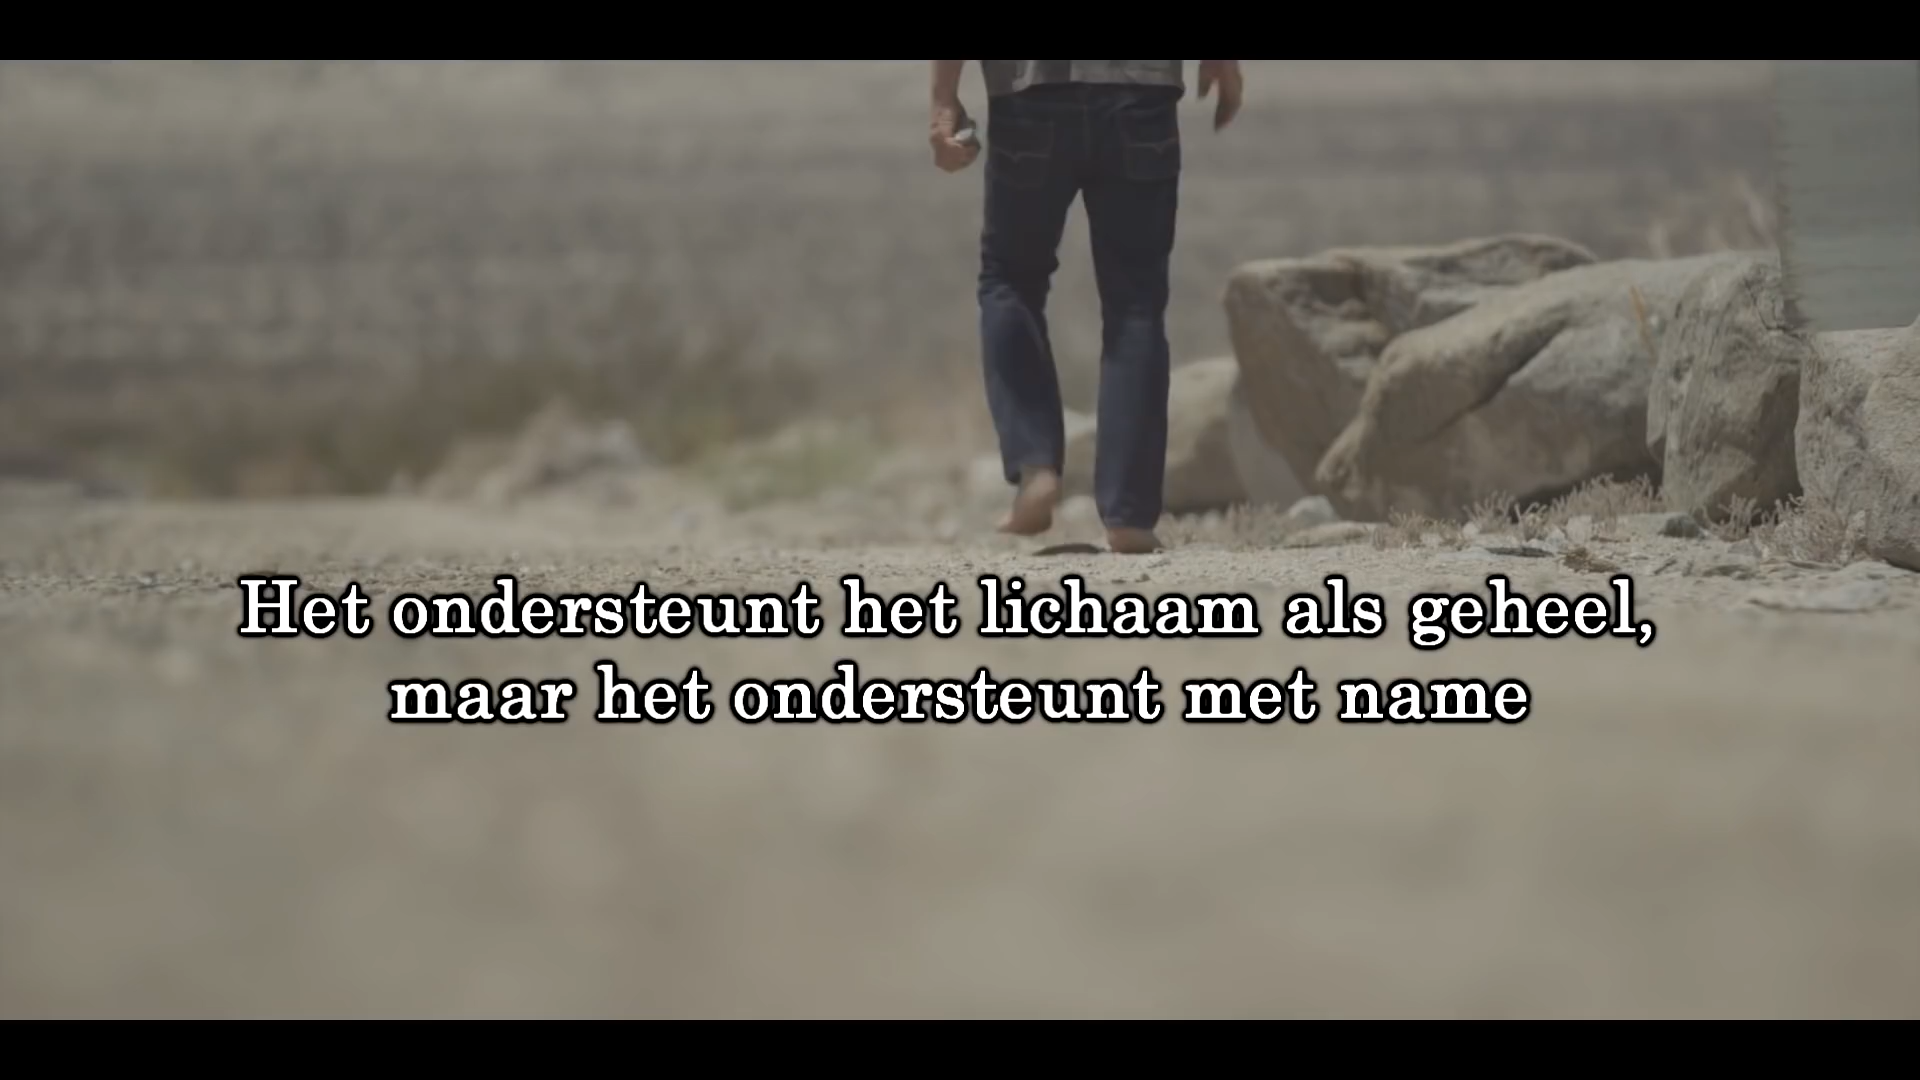 Het ondersteunt het lichaam als geheel,
maar het ondersteunt met name